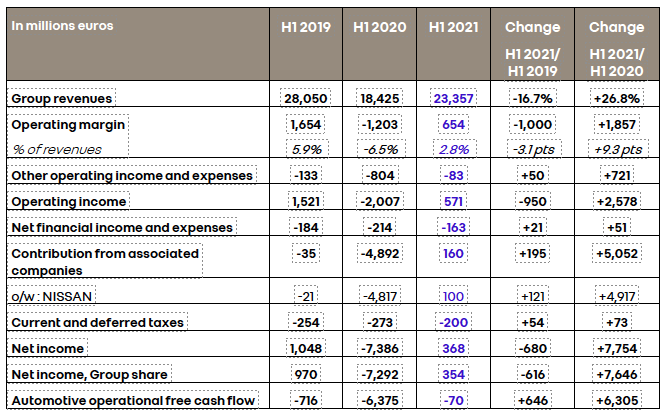 In millions euros H1 2019 H1 2020 H1 2021 Change Change
H1 2021/ H1 2021/
H1 2019 H1 2020
Group revenues 28,050 18,425 23,357 -16.7% +26.8%
Operating margin 1,654 -1,203 654 -1,000 +1,857
% of revenues 5.9% -6.5% 2.8% -3.1 pts +9.3 pts
Other operating income and expenses -133 -804 -83 +50 +721
Operating income 1,521 -2,007 571 -950 +2,578
Net financial income and expenses -184 -214 -163 +21 +51
Contribution from associated -35 -4,892 160 +195 +5,052
companies
o/w : NISSAN -21 -4,817 100 +121 +4,917
Current and deferred taxes -254 -273 -200 +54 +73
Net income 1,048 -7,386 368 -680 +7,754
Net income, Group share 970 -7,292 354 -616 +7,646
Automotive operational free cash flow -716 -6,375 -70 +646 +6,305